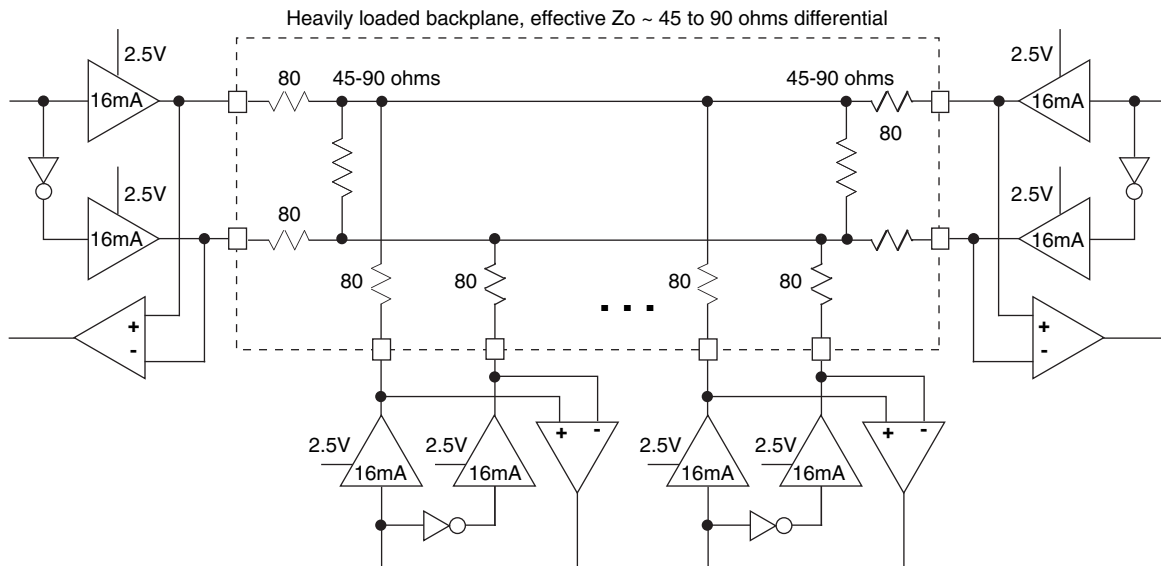 Heavily loaded backplane, effective Zo ~ 45 to 90 ohms differential
2.5V
2.5V
80
45-90 ohms
45-90 ohms
16mA
16mA
80
2.5V
2.5V
80
16mA
16mA
80
80
80
80
+
-
+
-
. . .
+ -
+ -
2.5V
2.5V
2.5V
2.5V
16mA
16mA
16mA
16mA